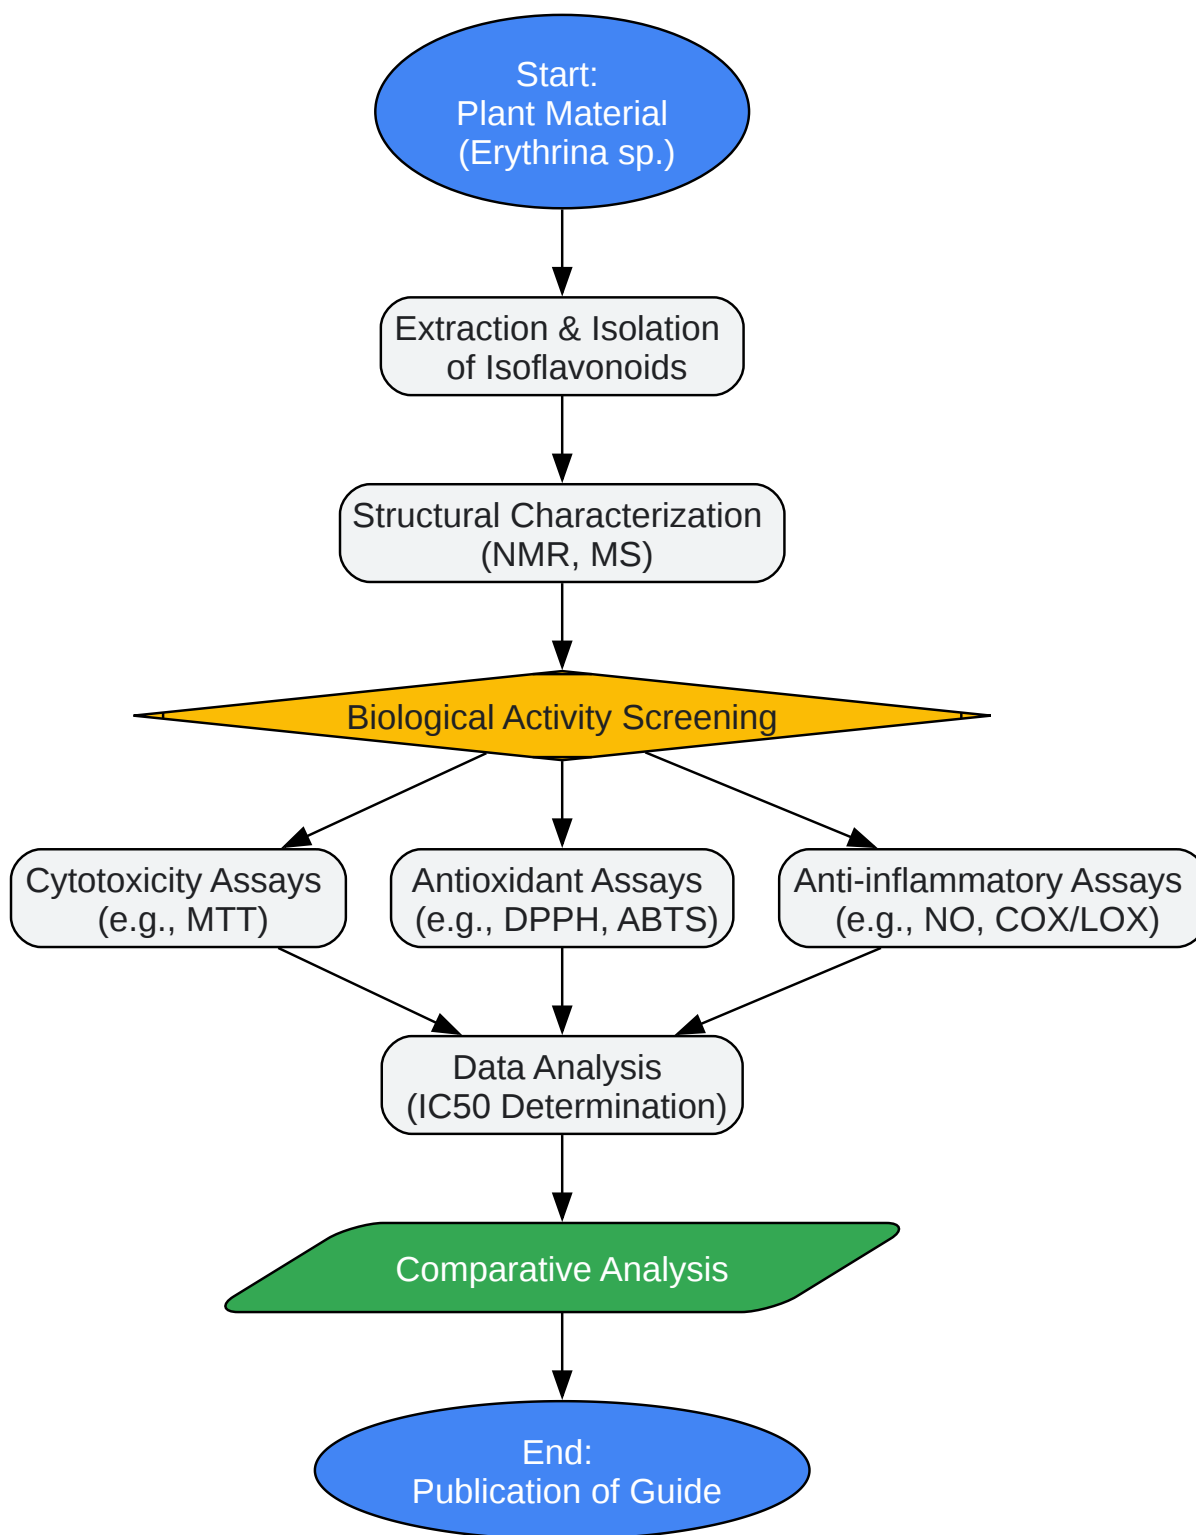 Start:
Plant Material
(Erythrina sp.)
Extraction & Isolation
of Isoflavonoids
Structural Characterization
(NMR, MS)
Biological Activity Screening
Cytotoxicity Assays
(e.g., MTT)
Antioxidant Assays
(e.g., DPPH, ABTS)
Anti-inflammatory Assays
(e.g., NO, COX/LOX)
Data Analysis
(IC50 Determination)
Comparative Analysis
End:
Publication of Guide